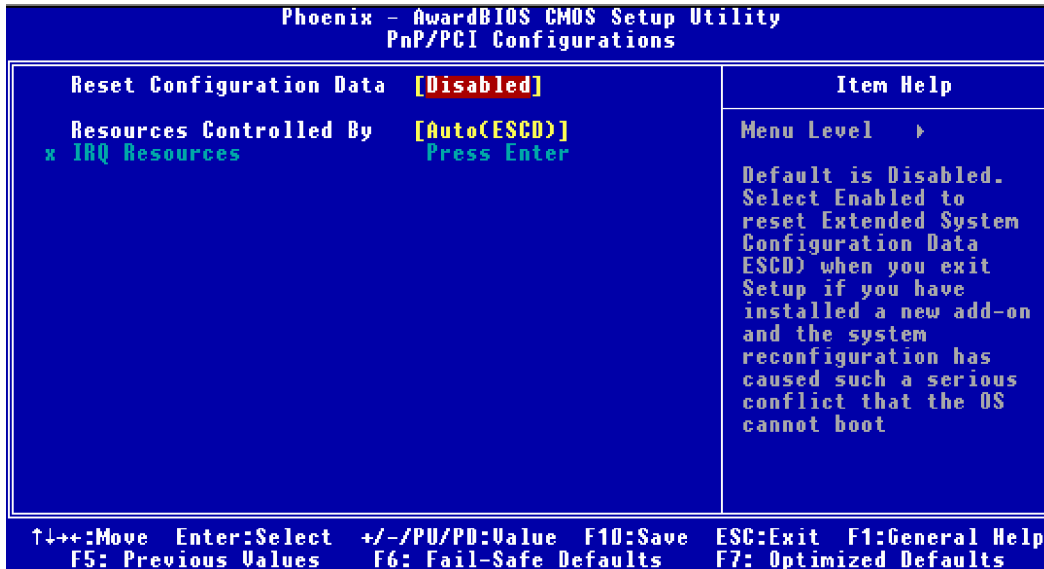 Phoenix - AwardBIOS CMOS Setup Utility
PnP/PCI Configurations
Reset Configuration Data [Disabled]
Resources Controlled By [Auto(ESCD)]
x IRQ Resources Press Enter
Item Help
Menu Level ▸
Default is Disabled.
Select Enabled to
reset Extended System
Configuration Data
ESCD) when you exit
Setup if you have
installed a new add-on
and the system
reconfiguration has
caused such a serious
conflict that the OS
cannot boot
↑↓→←:Move Enter:Select +/-/PU/PD:Value F10:Save ESC:Exit F1:General Help
F5: Previous Values F6: Fail-Safe Defaults F7: Optimized Defaults